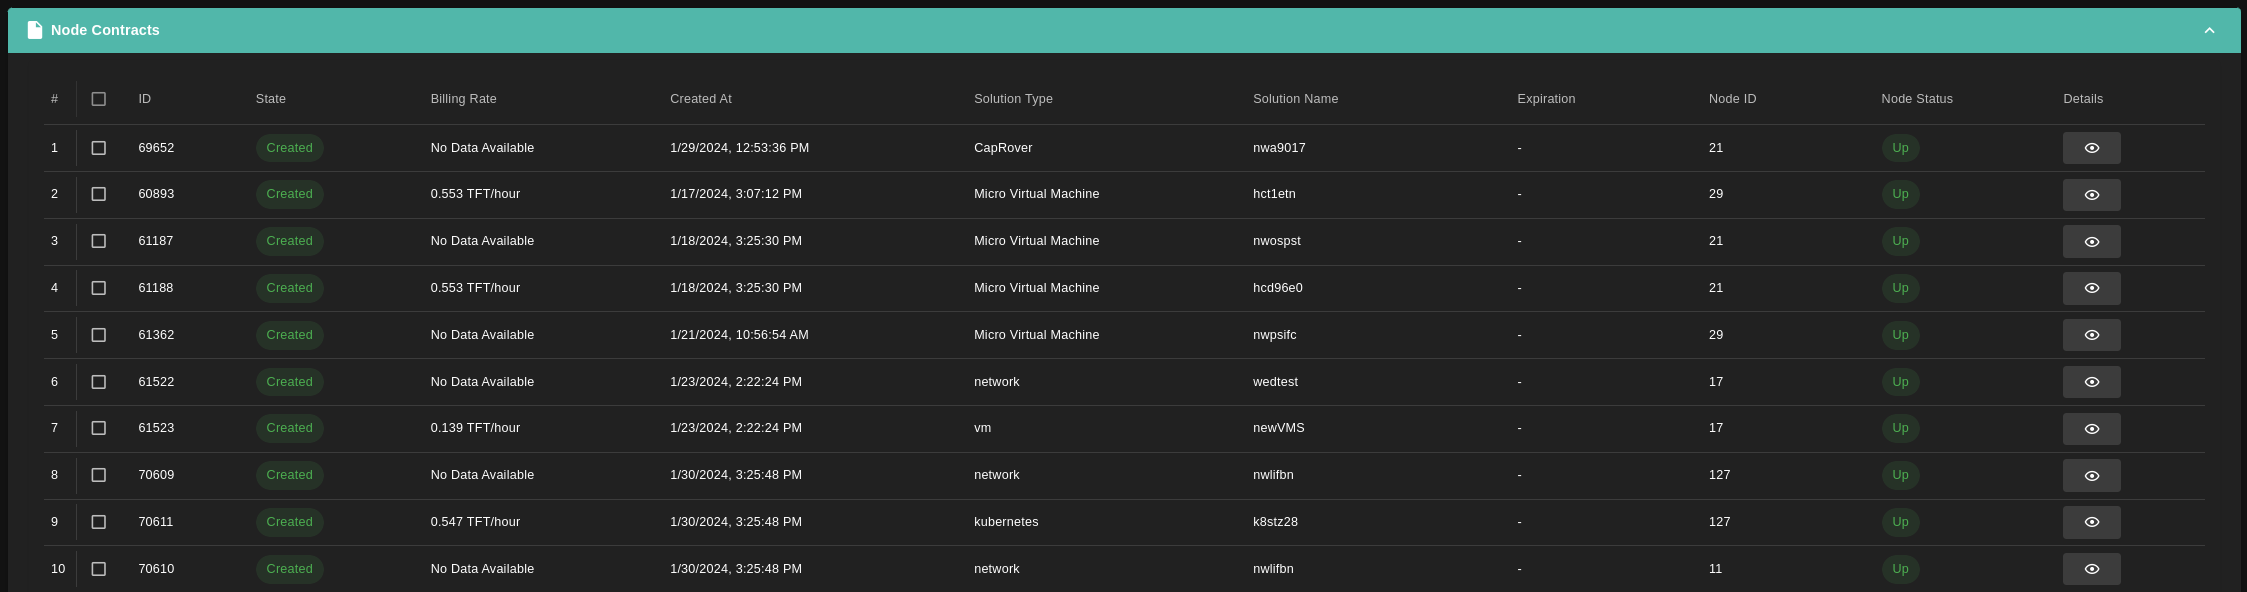 Node Contracts
# ID State Billing Rate Created At Solution Type Solution Name Expiration Node ID Node Status Details
1 69652 Created No Data Available 1/29/2024, 12:53:36 PM CapRover nwa9017 - 21 Up
2 60893 Created 0.553 TFT/hour 1/17/2024, 3:07:12 PM Micro Virtual Machine hct1etn - 29 Up
3 61187 Created No Data Available 1/18/2024, 3:25:30 PM Micro Virtual Machine nwospst - 21 Up
4 61188 Created 0.553 TFT/hour 1/18/2024, 3:25:30 PM Micro Virtual Machine hcd96e0 - 21 Up
5 61362 Created No Data Available 1/21/2024, 10:56:54 AM Micro Virtual Machine nwpsifc - 29 Up
6 61522 Created No Data Available 1/23/2024, 2:22:24 PM network wedtest - 17 Up
7 61523 Created 0.139 TFT/hour 1/23/2024, 2:22:24 PM vm newVMS - 17 Up
8 70609 Created No Data Available 1/30/2024, 3:25:48 PM network nwlifbn - 127 Up
9 70611 Created 0.547 TFT/hour 1/30/2024, 3:25:48 PM kubernetes k8stz28 - 127 Up
10 70610 Created No Data Available 1/30/2024, 3:25:48 PM network nwlifbn - 11 Up